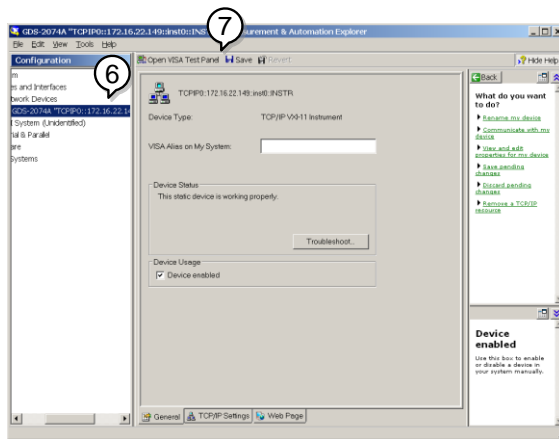 7
GDS-2074A "TCPIP0::172.16.22.149::inst0::INS urement & Automation Explorer
File Edit View Tools Help
Configuration
Open VISA Test Panel Save Revert
Hide Help
6
m
es and Interfaces
twork Devices
GDS-2074A "TCPIP0::172.16.22.14
l System (Unidentified)
ial & Parallel
are
Systems
TCPIP0::172.16.22.149::inst0::INSTR
Device Type: TCP/IP VXI-11 Instrument
VISA Alias on My System:
Device Status
This static device is working properly.
Troubleshoot..
Device Usage
Device enabled
General TCP/IP Settings Web Page
Back
What do you want
to do?
Rename my device
Communicate with my
device
View and edit
properties for my device
Save pending
changes
Discard pending
changes
Remove a TCP/IP
resource
Device
enabled
Use this box to enable
or disable a device in
your system manually.